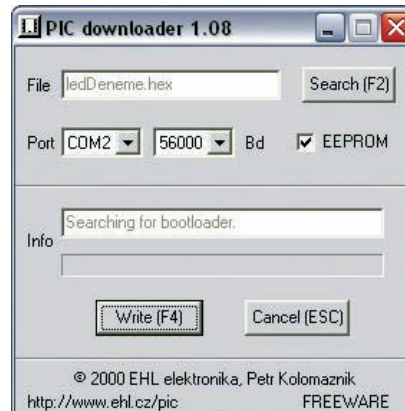 PIC downloader 1.08
File ledDeneme.hex Search (F2)
Port COM2 56000 Bd EEPROM
Info Searching for bootloader.
Write (F4) Cancel (ESC)
© 2000 EHL elektronika, Petr Kolomaznik
http://www.ehl.cz/pic FREEWARE